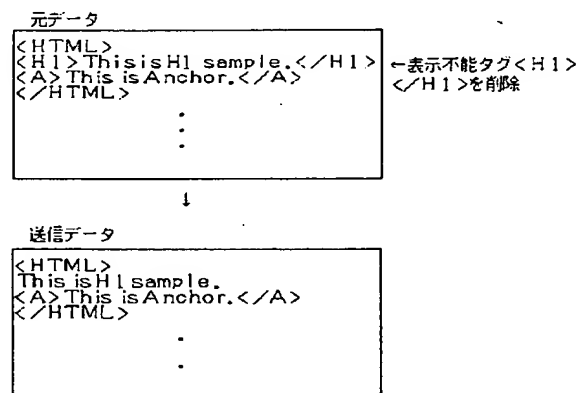 元データ
<HTML>
<H1>ThisisH1 sample.</H1>
<A>This isAnchor.</A>
</HTML>
←表示不能タグ<H1>
</H1>を削除
↓
送信データ
<HTML>
This isH1sample.
<A>This isAnchor.</A>
</HTML>